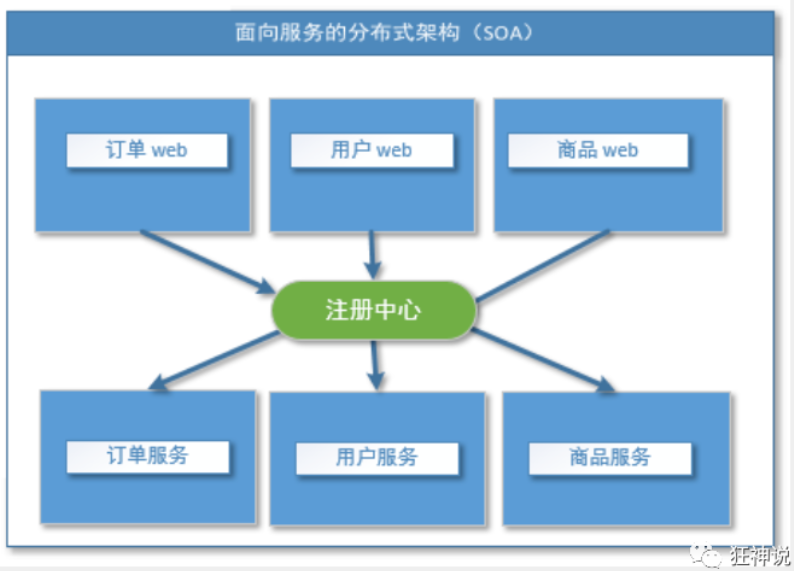 面向服务的分布式架构（SOA）
订单 web
用户 web
商品 web
注册中心
订单服务
用户服务
商品服务
狂神说